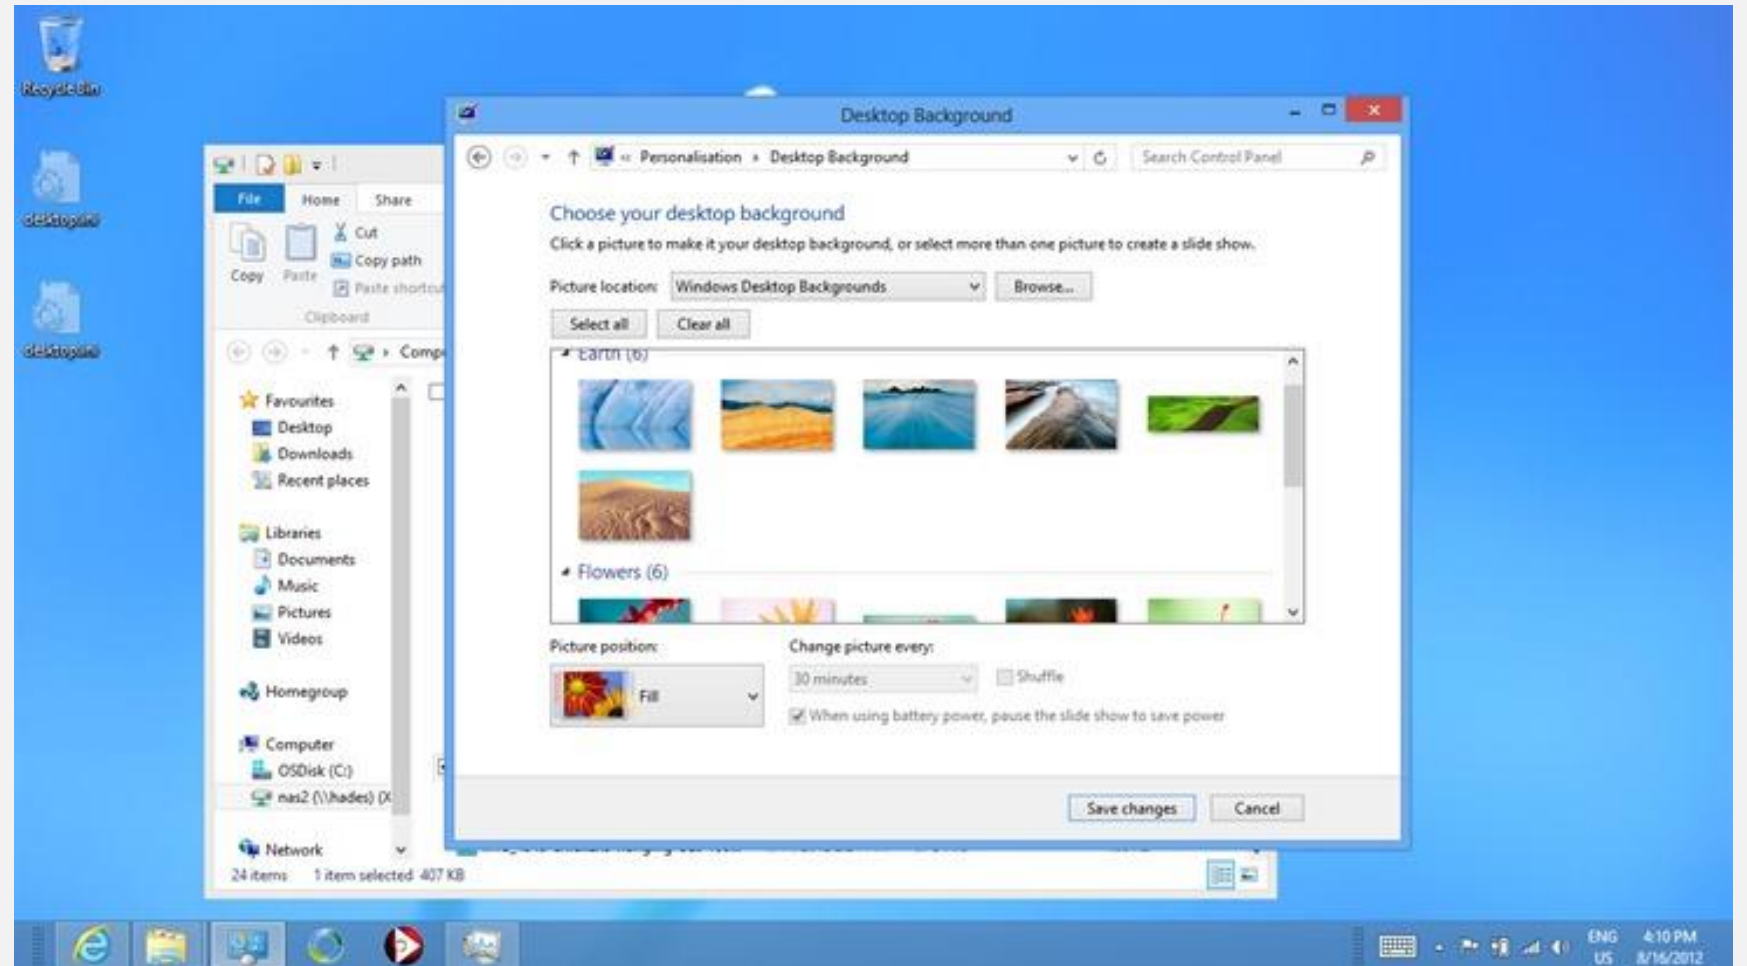 Recycle Bin
desktop.ini
desktop.ini
File
Home
Share
Copy
Paste
Cut
Copy path
Paste shortcut
Clipboard
Favourites
Desktop
Downloads
Recent places
Libraries
Documents
Music
Pictures
Videos
Homegroup
Computer
OSDisk (C:)
nas2 (\\hades) (X
Network
24 items 1 item selected 407 KB
Desktop Background
« Personalisation Desktop Background
Search Control Panel
Choose your desktop background
Click a picture to make it your desktop background, or select more than one picture to create a slide show.
Picture location: Windows Desktop Backgrounds Browse...
Select all Clear all
Earth (6)
Flowers (6)
Picture position: Change picture every:
Fill
30 minutes Shuffle
When using battery power, pause the slide show to save power
Save changes Cancel
ENG 4:10 PM
US 8/16/2012